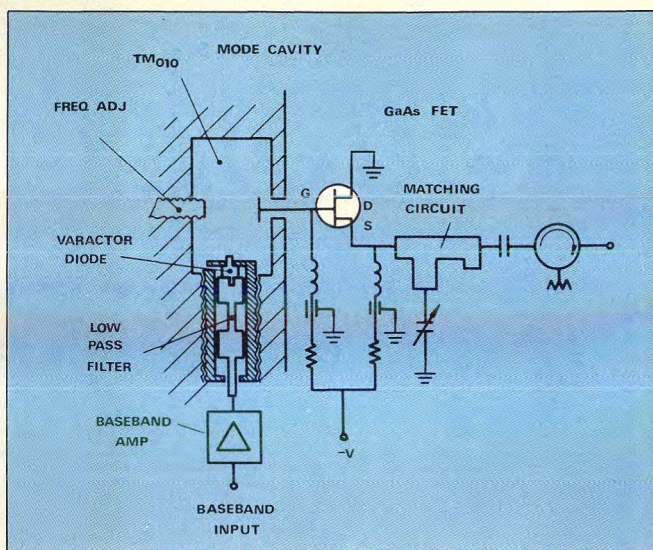 MODE CAVITY
TM010
FREQ ADJ
GaAs FET
G
D
S
MATCHING
CIRCUIT
VARACTOR
DIODE
LOW
PASS
FILTER
BASEBAND
AMP
-V
BASEBAND
INPUT